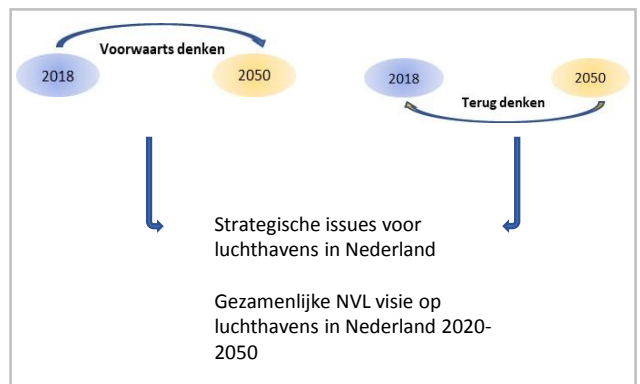 Voorwaarts denken
2018
2050
2018
2050
Terug denken
Strategische issues voor
luchthavens in Nederland
Gezamenlijke NVL visie op
luchthavens in Nederland 2020-
2050